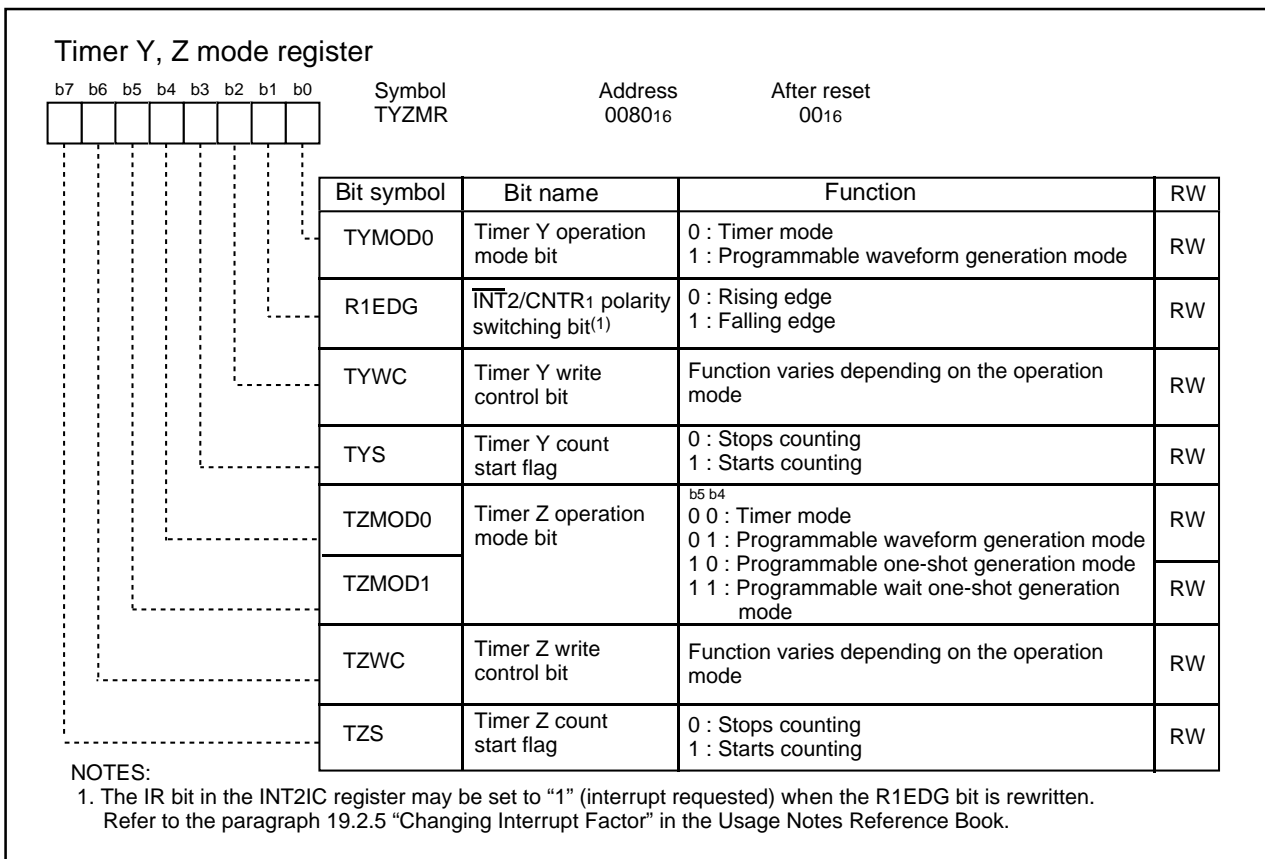 Timer Y, Z mode register
b7 b6 b5 b4 b3 b2 b1 b0
Symbol Address After reset
TYZMR 008016 0016
Bit symbol Bit name Function RW
TYMOD0 Timer Y operation mode bit 0 : Timer mode RW
1 : Programmable waveform generation mode
R1EDG INT2/CNTR1 polarity switching bit(1) 0 : Rising edge RW
1 : Falling edge
TYWC Timer Y write control bit Function varies depending on the operation mode RW
TYS Timer Y count start flag 0 : Stops counting RW
1 : Starts counting
TZMOD0 Timer Z operation mode bit b5 b4 RW
0 0 : Timer mode
0 1 : Programmable waveform generation mode
1 0 : Programmable one-shot generation mode
TZMOD1 1 1 : Programmable wait one-shot generation mode RW
TZWC Timer Z write control bit Function varies depending on the operation mode RW
TZS Timer Z count start flag 0 : Stops counting RW
1 : Starts counting
NOTES:
1. The IR bit in the INT2IC register may be set to “1” (interrupt requested) when the R1EDG bit is rewritten.
Refer to the paragraph 19.2.5 “Changing Interrupt Factor” in the Usage Notes Reference Book.